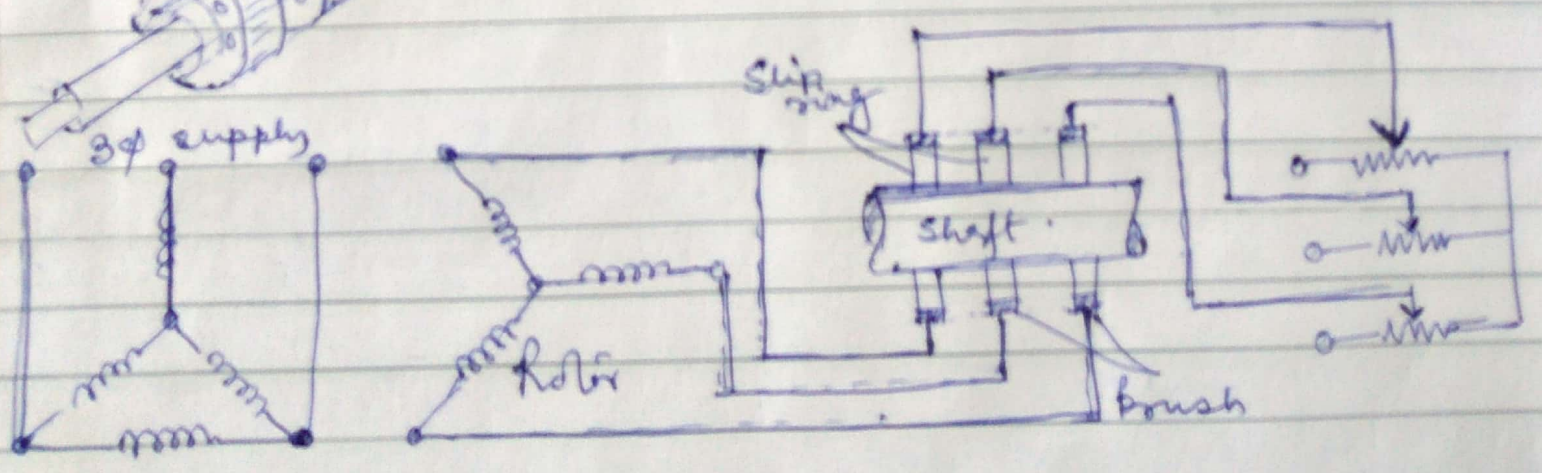 3φ supply
Slip
ring
Shaft
Rotor
Brush